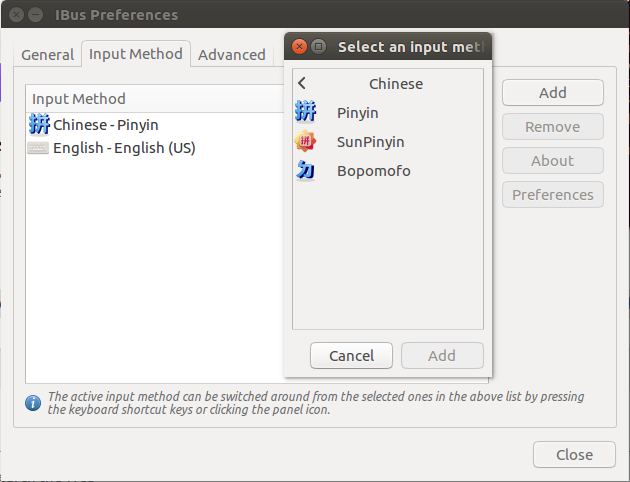 IBus Preferences
General
Input Method
Advanced
Input Method
拼 Chinese - Pinyin
English - English (US)
Select an input met
Chinese
拼 Pinyin
拼 SunPinyin
ㄉ Bopomofo
Cancel
Add
Add
Remove
About
Preferences
The active input method can be switched around from the selected ones in the above list by pressing
the keyboard shortcut keys or clicking the panel icon.
Close